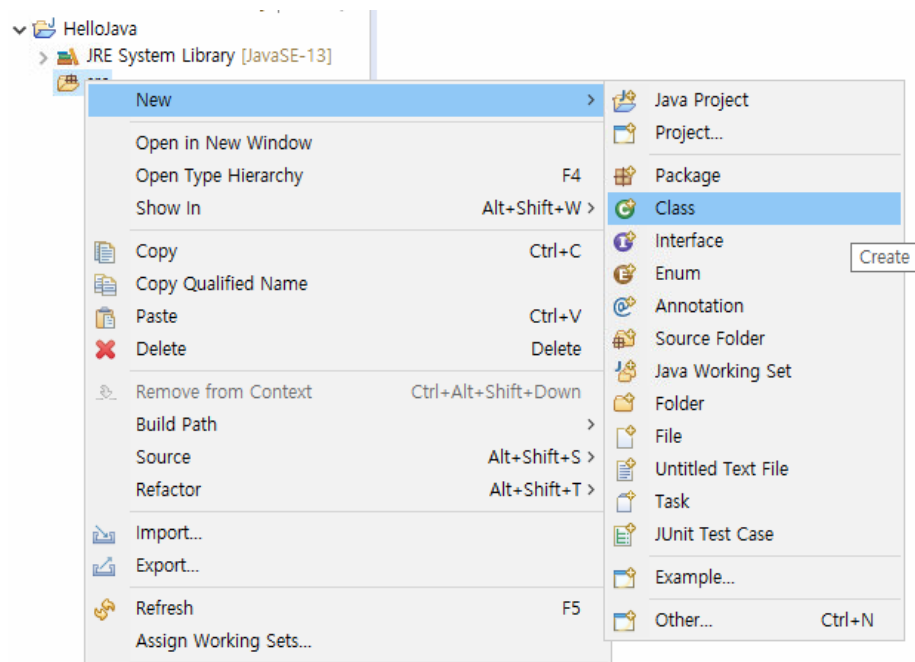 HelloJava
JRE System Library [JavaSE-13]
New
Open in New Window
Open Type Hierarchy F4
Show In Alt+Shift+W >
Copy Ctrl+C
Copy Qualified Name
Paste Ctrl+V
Delete Delete
Remove from Context Ctrl+Alt+Shift+Down
Build Path
Source Alt+Shift+S >
Refactor Alt+Shift+T >
Import...
Export...
Refresh F5
Assign Working Sets...
Java Project
Project...
Package
Class
Interface
Create
Enum
Annotation
Source Folder
Java Working Set
Folder
File
Untitled Text File
Task
JUnit Test Case
Example...
Other... Ctrl+N